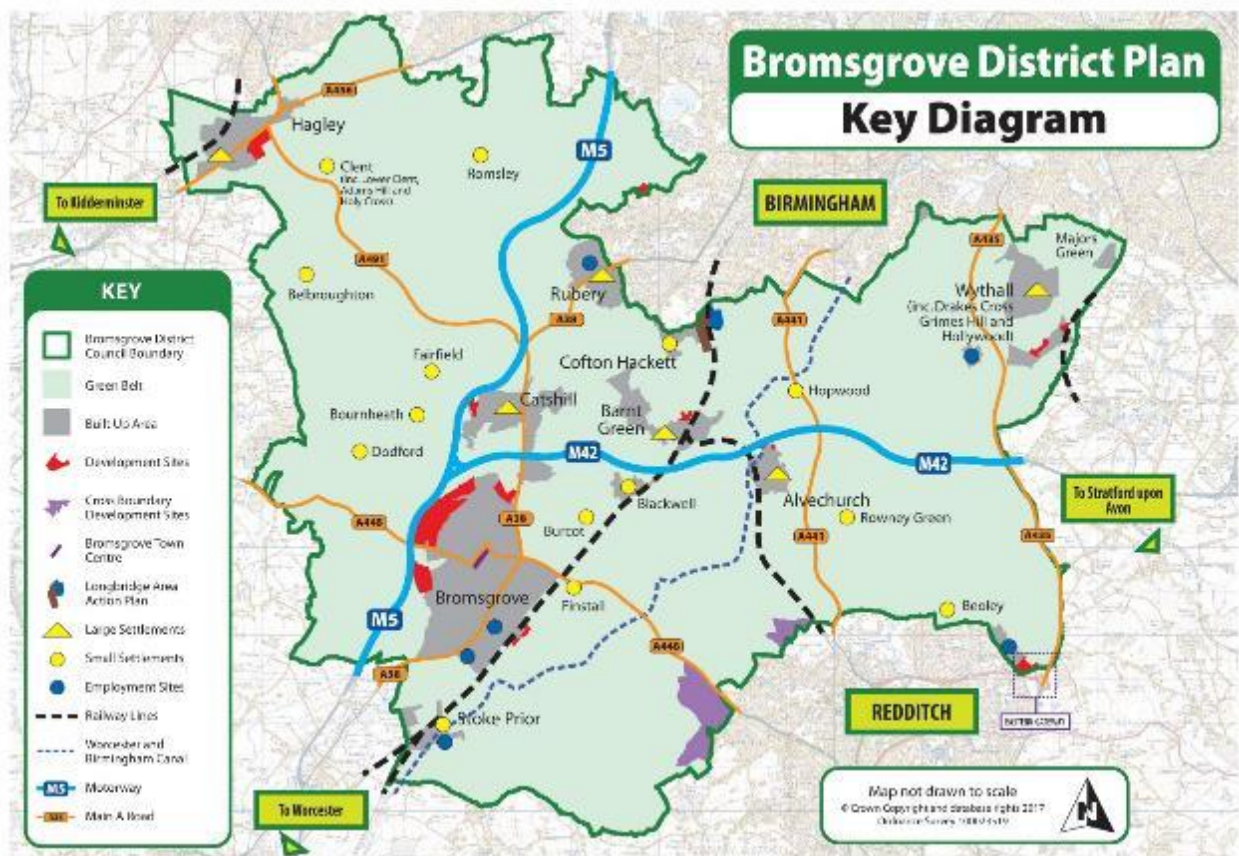 Bromsgrove District Plan
Key Diagram
A456
Hagley
Clent
(inc. Lower Clent,
Adams Hill and
Holy Cross)
Romsley
M5
To Kidderminster
BIRMINGHAM
A435
Majors
Green
A491
Belbroughton
Rubery
A38
Wythall
(inc. Drakes Cross
Grimes Hill and
Hollywood)
A441
Cofton Hackett
Fairfield
Hopwood
Catshill
Bournheath
Barnt
Green
Dodford
M42
M42
Alvechurch
Blackwell
To Stratford upon
Avon
Rowney Green
Burcot
A448
A38
A441
A435
Bromsgrove
Finstall
Beoley
M5
A448
A38
REDDITCH
Stoke Prior
To Worcester
KEY
Bromsgrove District
Council Boundary
Green Belt
Built Up Area
Development Sites
Cross Boundary
Development Sites
Bromsgrove Town
Centre
Longbridge Area
Action Plan
Large Settlements
Small Settlements
Employment Sites
Railway Lines
Worcester and
Birmingham Canal
M5
Motorway
Main A Road
Map not drawn to scale
© Crown Copyright and database rights 2017
Ordnance Survey
N